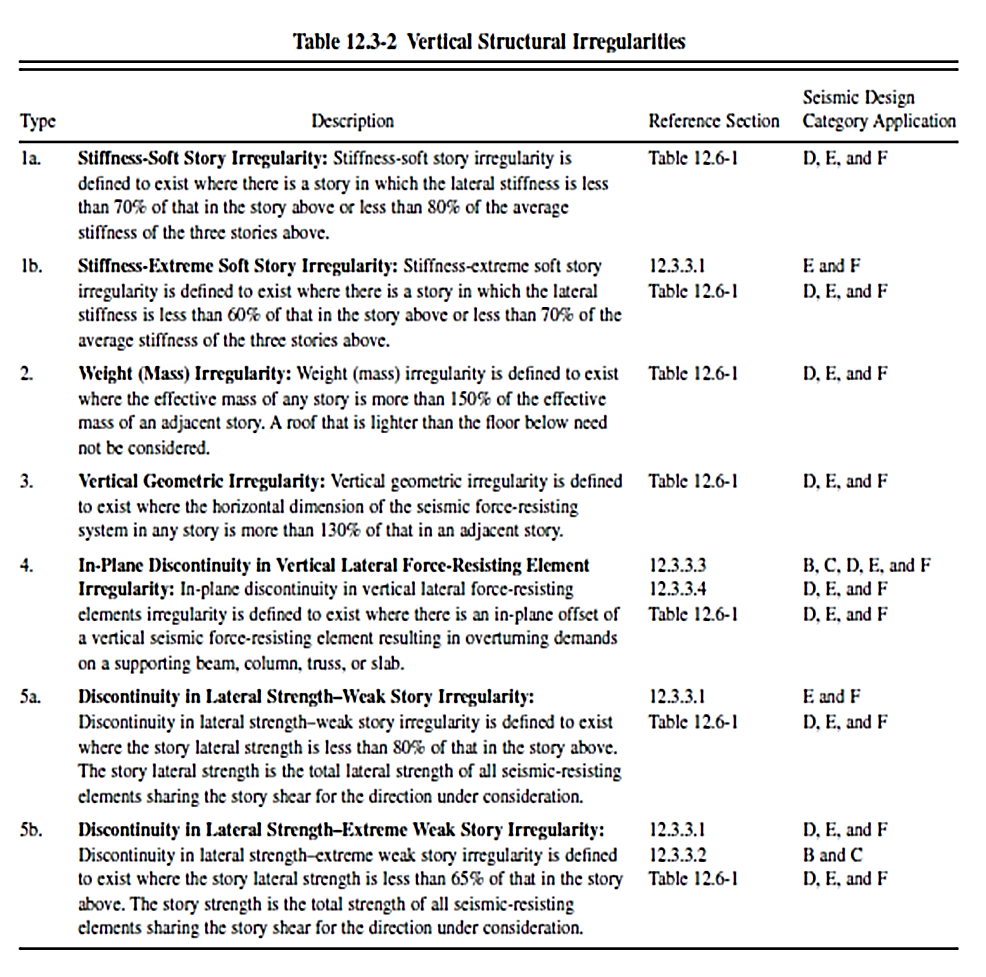 Table 12.3-2 Vertical Structural Irregularities
Type Description Reference Section Seismic Design Category Application
1a. Stiffness-Soft Story Irregularity: Stiffness-soft story irregularity is Table 12.6-1 D, E, and F
defined to exist where there is a story in which the lateral stiffness is less
than 70% of that in the story above or less than 80% of the average
stiffness of the three stories above.
1b. Stiffness-Extreme Soft Story Irregularity: Stiffness-extreme soft story 12.3.3.1 E and F
irregularity is defined to exist where there is a story in which the lateral Table 12.6-1 D, E, and F
stiffness is less than 60% of that in the story above or less than 70% of the
average stiffness of the three stories above.
2. Weight (Mass) Irregularity: Weight (mass) irregularity is defined to exist Table 12.6-1 D, E, and F
where the effective mass of any story is more than 150% of the effective
mass of an adjacent story. A roof that is lighter than the floor below need
not be considered.
3. Vertical Geometric Irregularity: Vertical geometric irregularity is defined Table 12.6-1 D, E, and F
to exist where the horizontal dimension of the seismic force-resisting
system in any story is more than 130% of that in an adjacent story.
4. In-Plane Discontinuity in Vertical Lateral Force-Resisting Element 12.3.3.3 B, C, D, E, and F
Irregularity: In-plane discontinuity in vertical lateral force-resisting 12.3.3.4 D, E, and F
elements irregularity is defined to exist where there is an in-plane offset of Table 12.6-1 D, E, and F
a vertical seismic force-resisting element resulting in overturning demands
on a supporting beam, column, truss, or slab.
5a. Discontinuity in Lateral Strength–Weak Story Irregularity: 12.3.3.1 E and F
Discontinuity in lateral strength–weak story irregularity is defined to exist Table 12.6-1 D, E, and F
where the story lateral strength is less than 80% of that in the story above.
The story lateral strength is the total lateral strength of all seismic-resisting
elements sharing the story shear for the direction under consideration.
5b. Discontinuity in Lateral Strength–Extreme Weak Story Irregularity: 12.3.3.1 D, E, and F
Discontinuity in lateral strength–extreme weak story irregularity is defined 12.3.3.2 B and C
to exist where the story lateral strength is less than 65% of that in the story Table 12.6-1 D, E, and F
above. The story strength is the total strength of all seismic-resisting
elements sharing the story shear for the direction under consideration.